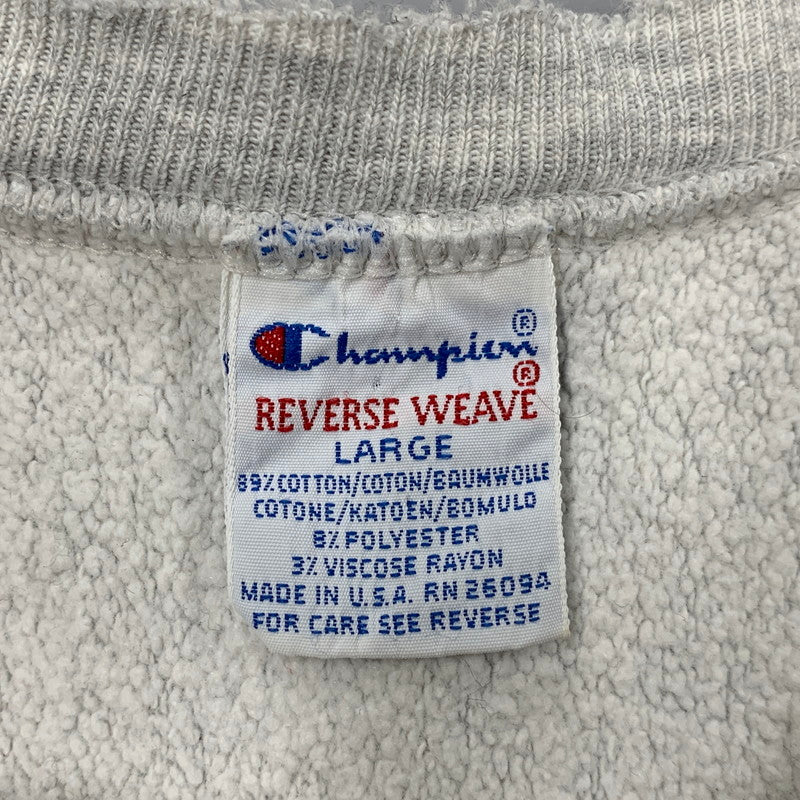 ®
Champion
®
REVERSE WEAVE
LARGE
89% COTTON/COTON/BAUMWOLLE
COTONE/KATOEN/BOMULD
8% POLYESTER
3% VISCOSE RAYON
MADE IN U.S.A. RN 26094
FOR CARE SEE REVERSE